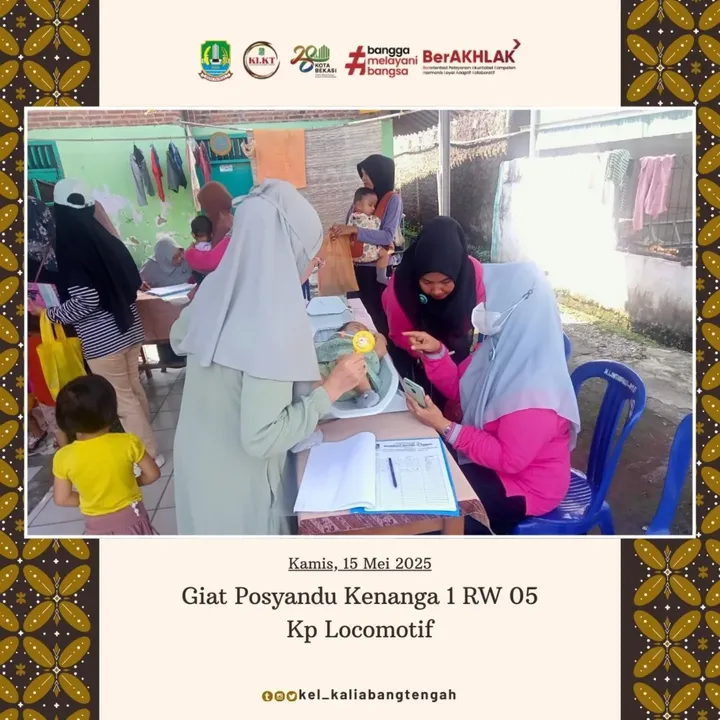 KLKT
28
KOTA
BEKASI
#bangga
melayani
bangsa
BerAKHLAK
Kamis, 15 Mei 2025
Giat Posyandu Kenanga 1 RW 05
Kp Locomotif
kel_kaliabangtengah